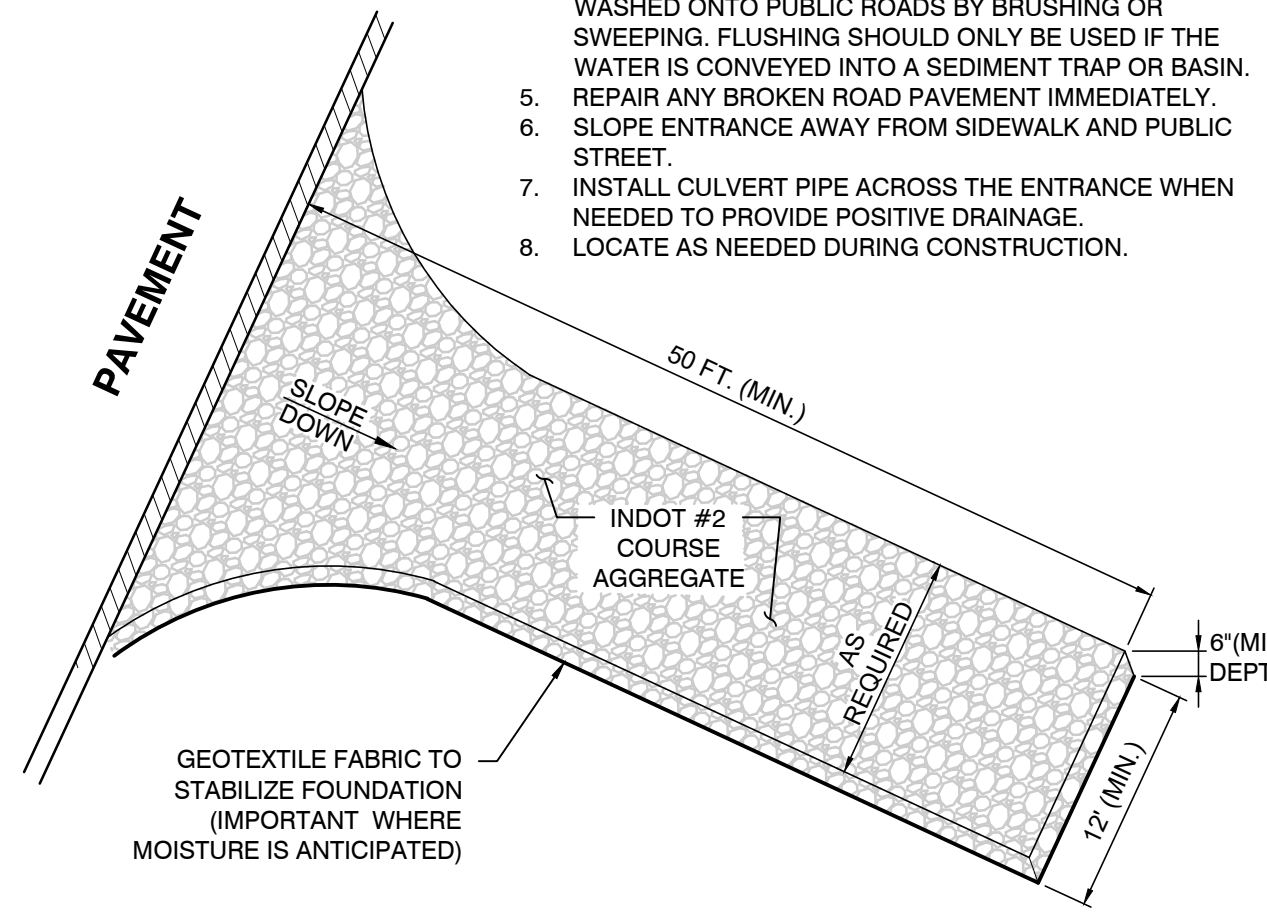 WASHED ONTO PUBLIC ROADS BY BRUSHING OR
SWEEPING. FLUSHING SHOULD ONLY BE USED IF THE
WATER IS CONVEYED INTO A SEDIMENT TRAP OR BASIN.
5. REPAIR ANY BROKEN ROAD PAVEMENT IMMEDIATELY.
6. SLOPE ENTRANCE AWAY FROM SIDEWALK AND PUBLIC
STREET.
7. INSTALL CULVERT PIPE ACROSS THE ENTRANCE WHEN
NEEDED TO PROVIDE POSITIVE DRAINAGE.
8. LOCATE AS NEEDED DURING CONSTRUCTION.
PAVEMENT
50 FT. (MIN.)
SLOPE
DOWN
INDOT #2
COURSE
AGGREGATE
AS
REQUIRED
6"(MI
DEPT
12' (MIN.)
GEOTEXTILE FABRIC TO
STABILIZE FOUNDATION
(IMPORTANT WHERE
MOISTURE IS ANTICIPATED)